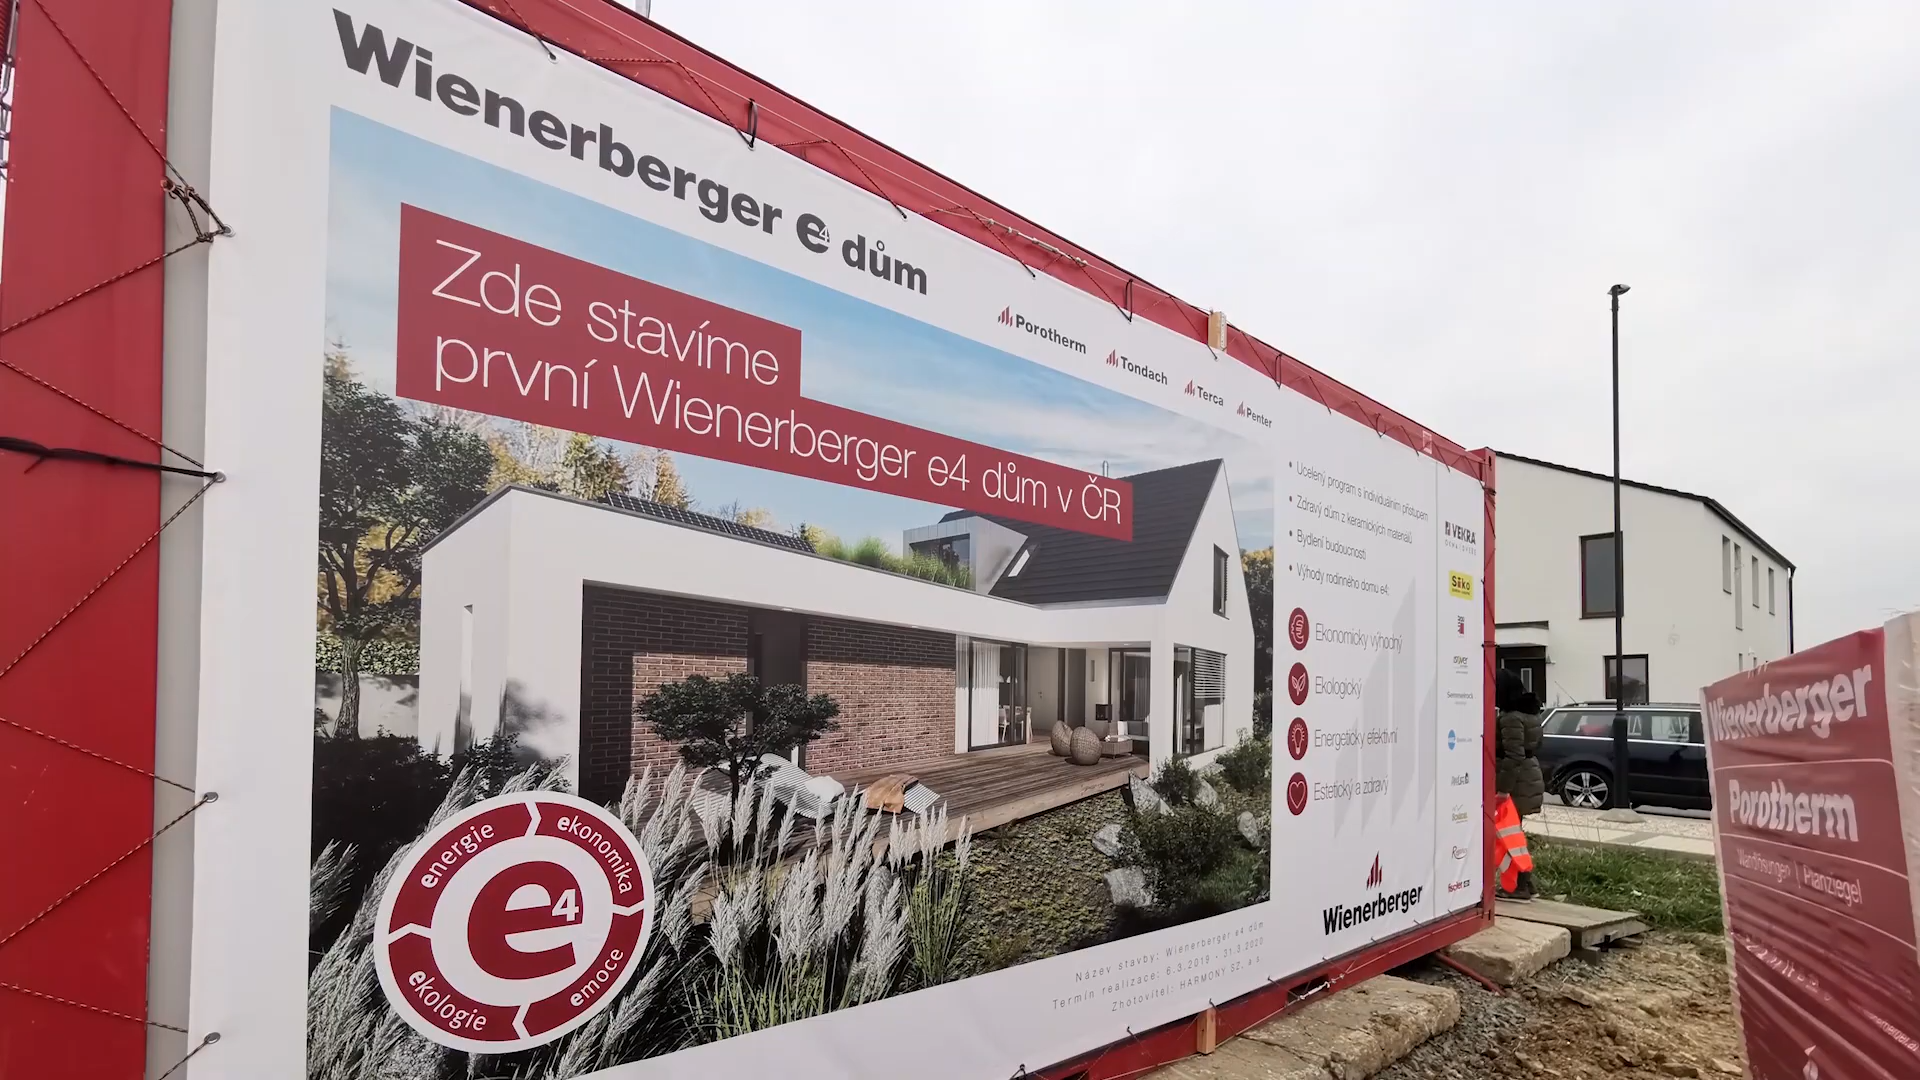 Wienerberger e4 dům
Zde stavíme
první Wienerberger e4 dům v ČR
Porotherm
Tondach
Terca
Penter
• Ucelený program s individuálním přístupem
• Zdravý dům z keramických materiálů
• Bydlení budoucnosti
• Výhody rodinného domu e4:
Ekonomicky výhodný
Ekologický
Energeticky efektivní
Estetický a zdravý
VEKRA
Wienerberger
energie
ekonomika
emoce
ekologie
e4
Název stavby: Wienerberger e4 dům
Termín realizace: 6.3.2019 - 21.3.2020
Zhotovitel: HARMONY SZ, a.s.
Wienerberger
Porotherm
Wandlösungen | Planziegel